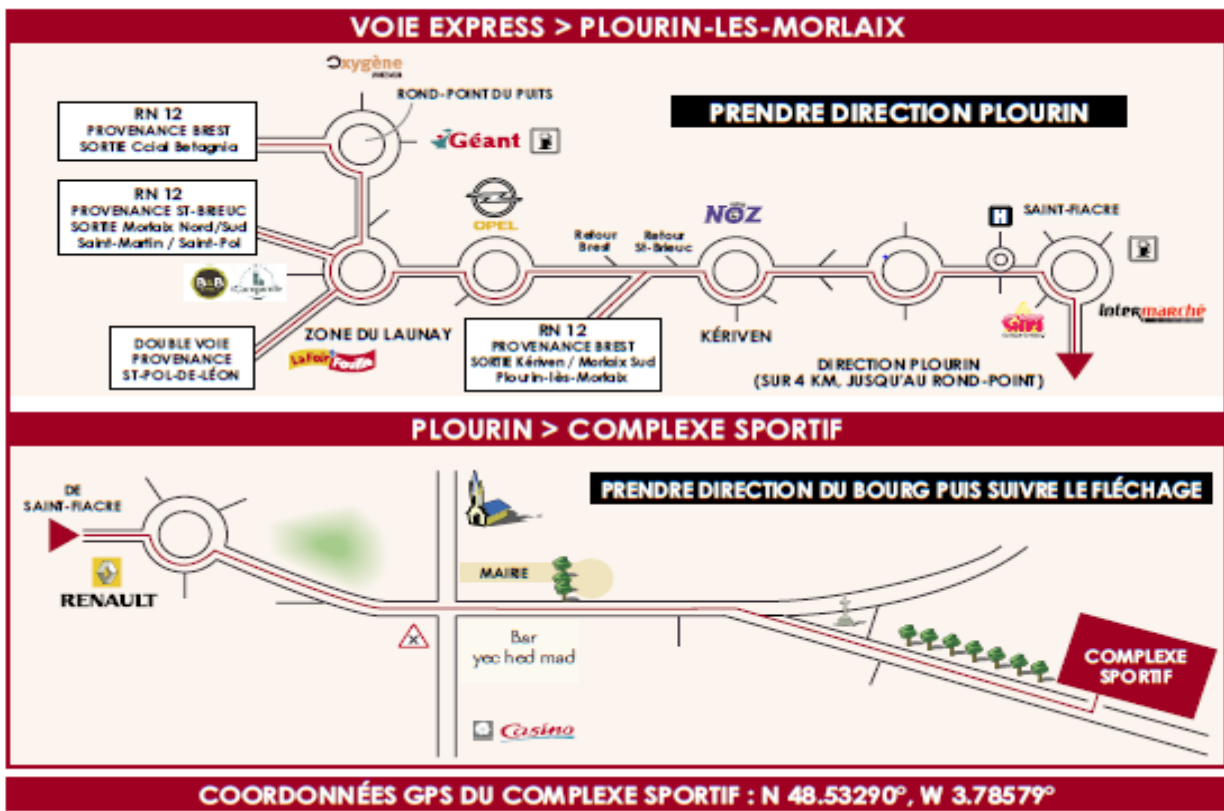 VOIE EXPRESS > PLOURIN-LES-MORLAIX
Oxygène
ROND-POINT DU PUITS
RN 12
PROVENANCE BREST
SORTIE Ccial Betagnia
Géant
PRENDRE DIRECTION PLOURIN
RN 12
PROVENANCE ST-BRIEUC
SORTIE Morlaix Nord/Sud
Saint-Martin / Saint-Pol
OPEL
NOZ
Retour
Brest
Retour
St-Brieuc
H
SAINT-FIACRE
B&B
Campanile
DOUBLE VOIE
PROVENANCE
ST-POL-DE-LÉON
ZONE DU LAUNAY
La Foir'Fouille
RN 12
PROVENANCE BREST
SORTIE Kériven / Morlaix Sud
Plourin-lès-Morlaix
KÉRIVEN
Intermarché
DIRECTION PLOURIN
(SUR 4 KM, JUSQU'AU ROND-POINT)
PLOURIN > COMPLEXE SPORTIF
DE
SAINT-FIACRE
PRENDRE DIRECTION DU BOURG PUIS SUIVRE LE FLÉCHAGE
RENAULT
MAIRIE
Bar
yec hed mad
Casino
COMPLEXE
SPORTIF
COORDONNÉES GPS DU COMPLEXE SPORTIF : N 48.53290°, W 3.78579°